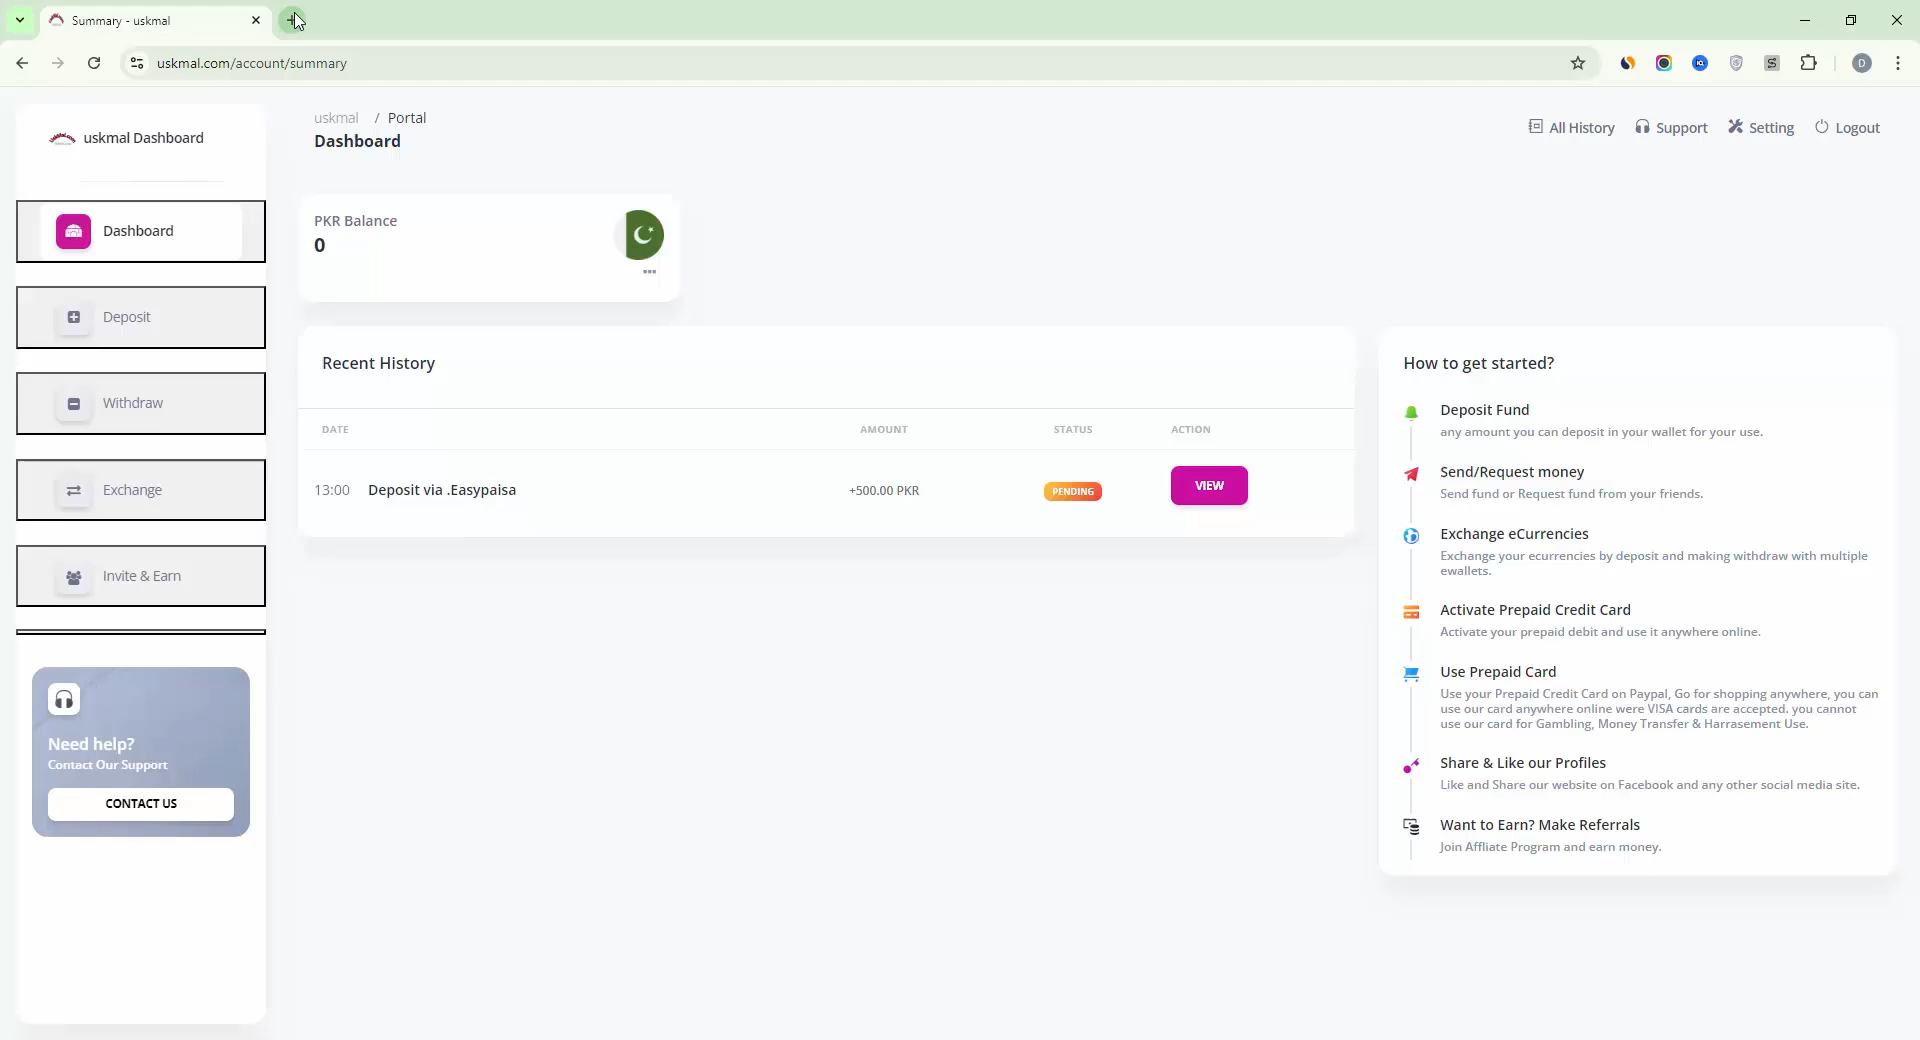 Summary - uskmal
uskmal.com/account/summary
D
uskmal Dashboard
uskmal / Portal
Dashboard
All History
Support
Setting
Logout
Dashboard
Deposit
Withdraw
Exchange
Invite & Earn
Need help?
Contact Our Support
CONTACT US
PKR Balance
0
Recent History
DATE AMOUNT STATUS ACTION
13:00 Deposit via .Easypaisa +500.00 PKR PENDING VIEW
How to get started?
Deposit Fund
any amount you can deposit in your wallet for your use.
Send/Request money
Send fund or Request fund from your friends.
Exchange eCurrencies
Exchange your ecurrencies by deposit and making withdraw with multiple
ewallets.
Activate Prepaid Credit Card
Activate your prepaid debit and use it anywhere online.
Use Prepaid Card
Use your Prepaid Credit Card on Paypal, Go for shopping anywhere, you can
use our card anywhere online were VISA cards are accepted. you cannot
use our card for Gambling, Money Transfer & Harrasement Use.
Share & Like our Profiles
Like and Share our website on Facebook and any other social media site.
Want to Earn? Make Referrals
Join Affliate Program and earn money.